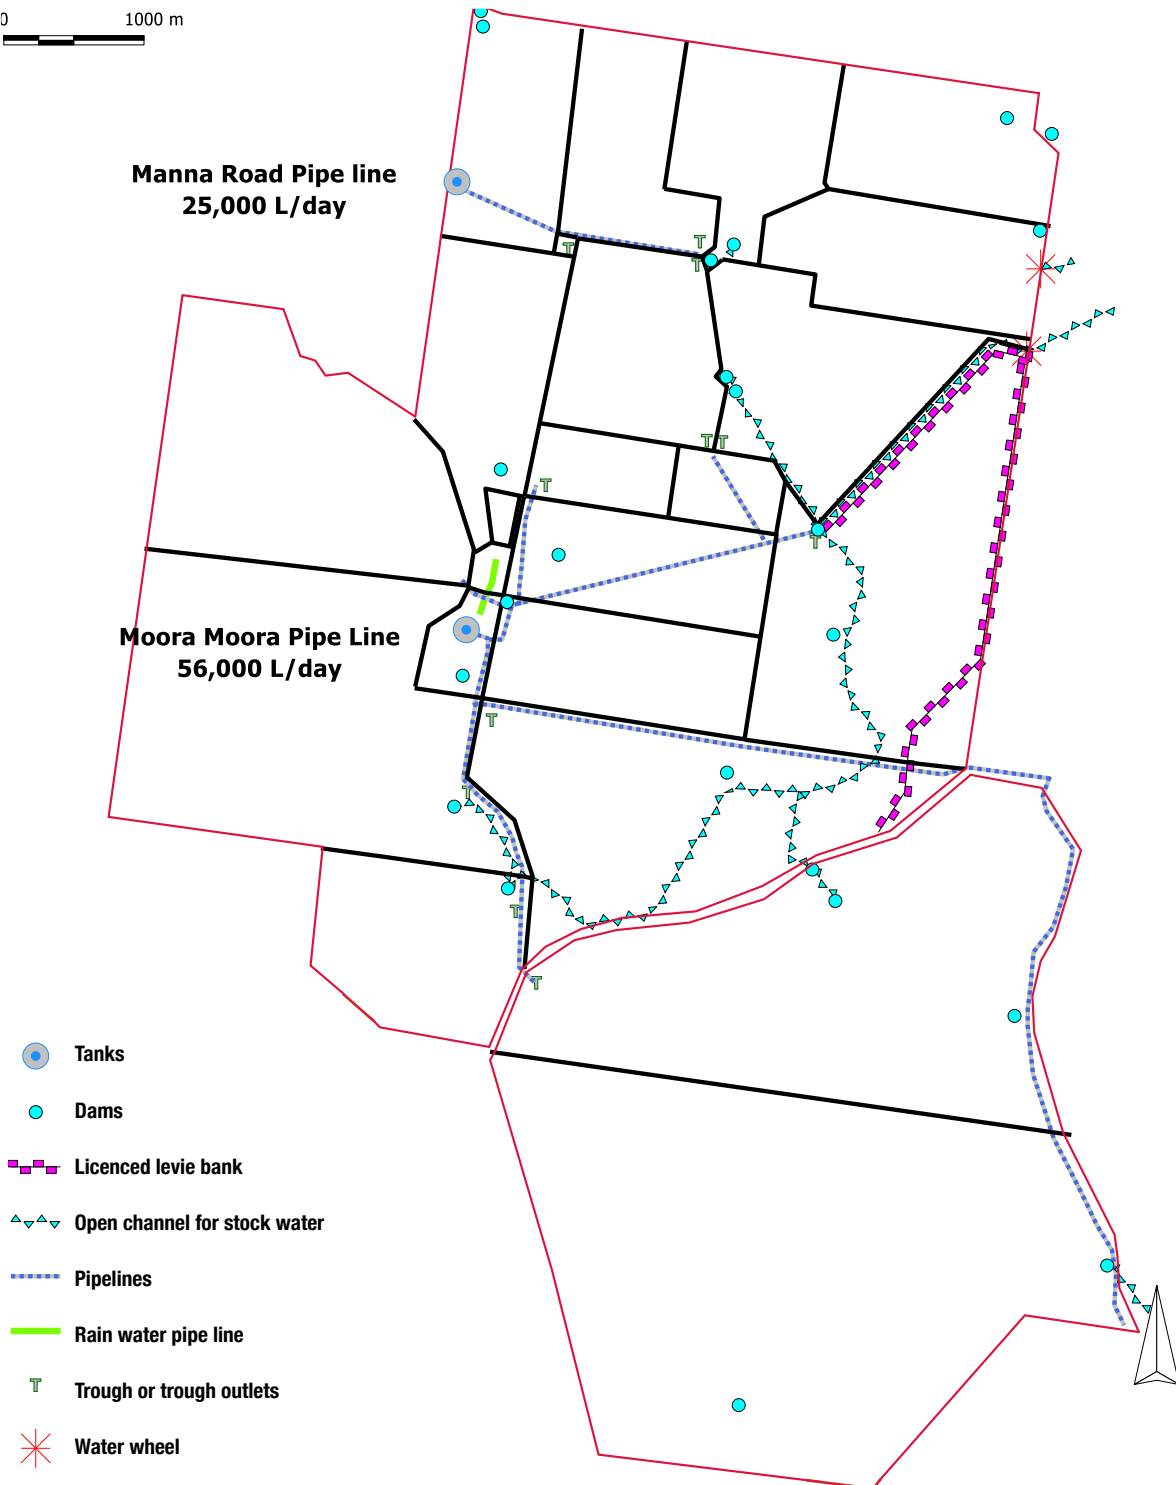 0 1000 m
Manna Road Pipe line
25,000 L/day
T
T
T
T T
T
T
Moora Moora Pipe Line
56,000 L/day
T
T
T
T
Tanks
Dams
Licenced levie bank
Open channel for stock water
Pipelines
Rain water pipe line
T Trough or trough outlets
Water wheel